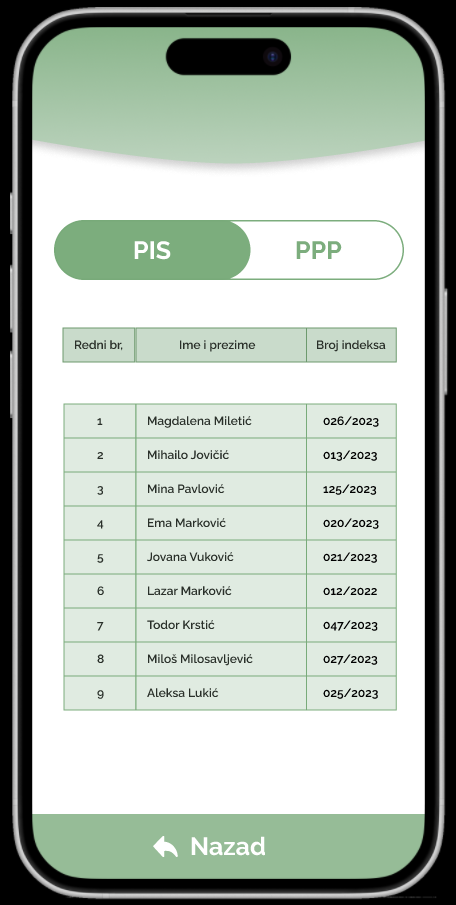 PIS PPP
Redni br, Ime i prezime Broj indeksa
1 Magdalena Miletić 026/2023
2 Mihailo Jovičić 013/2023
3 Mina Pavlović 125/2023
4 Ema Marković 020/2023
5 Jovana Vuković 021/2023
6 Lazar Marković 012/2022
7 Todor Krstić 047/2023
8 Miloš Milosavljević 027/2023
9 Aleksa Lukić 025/2023
Nazad